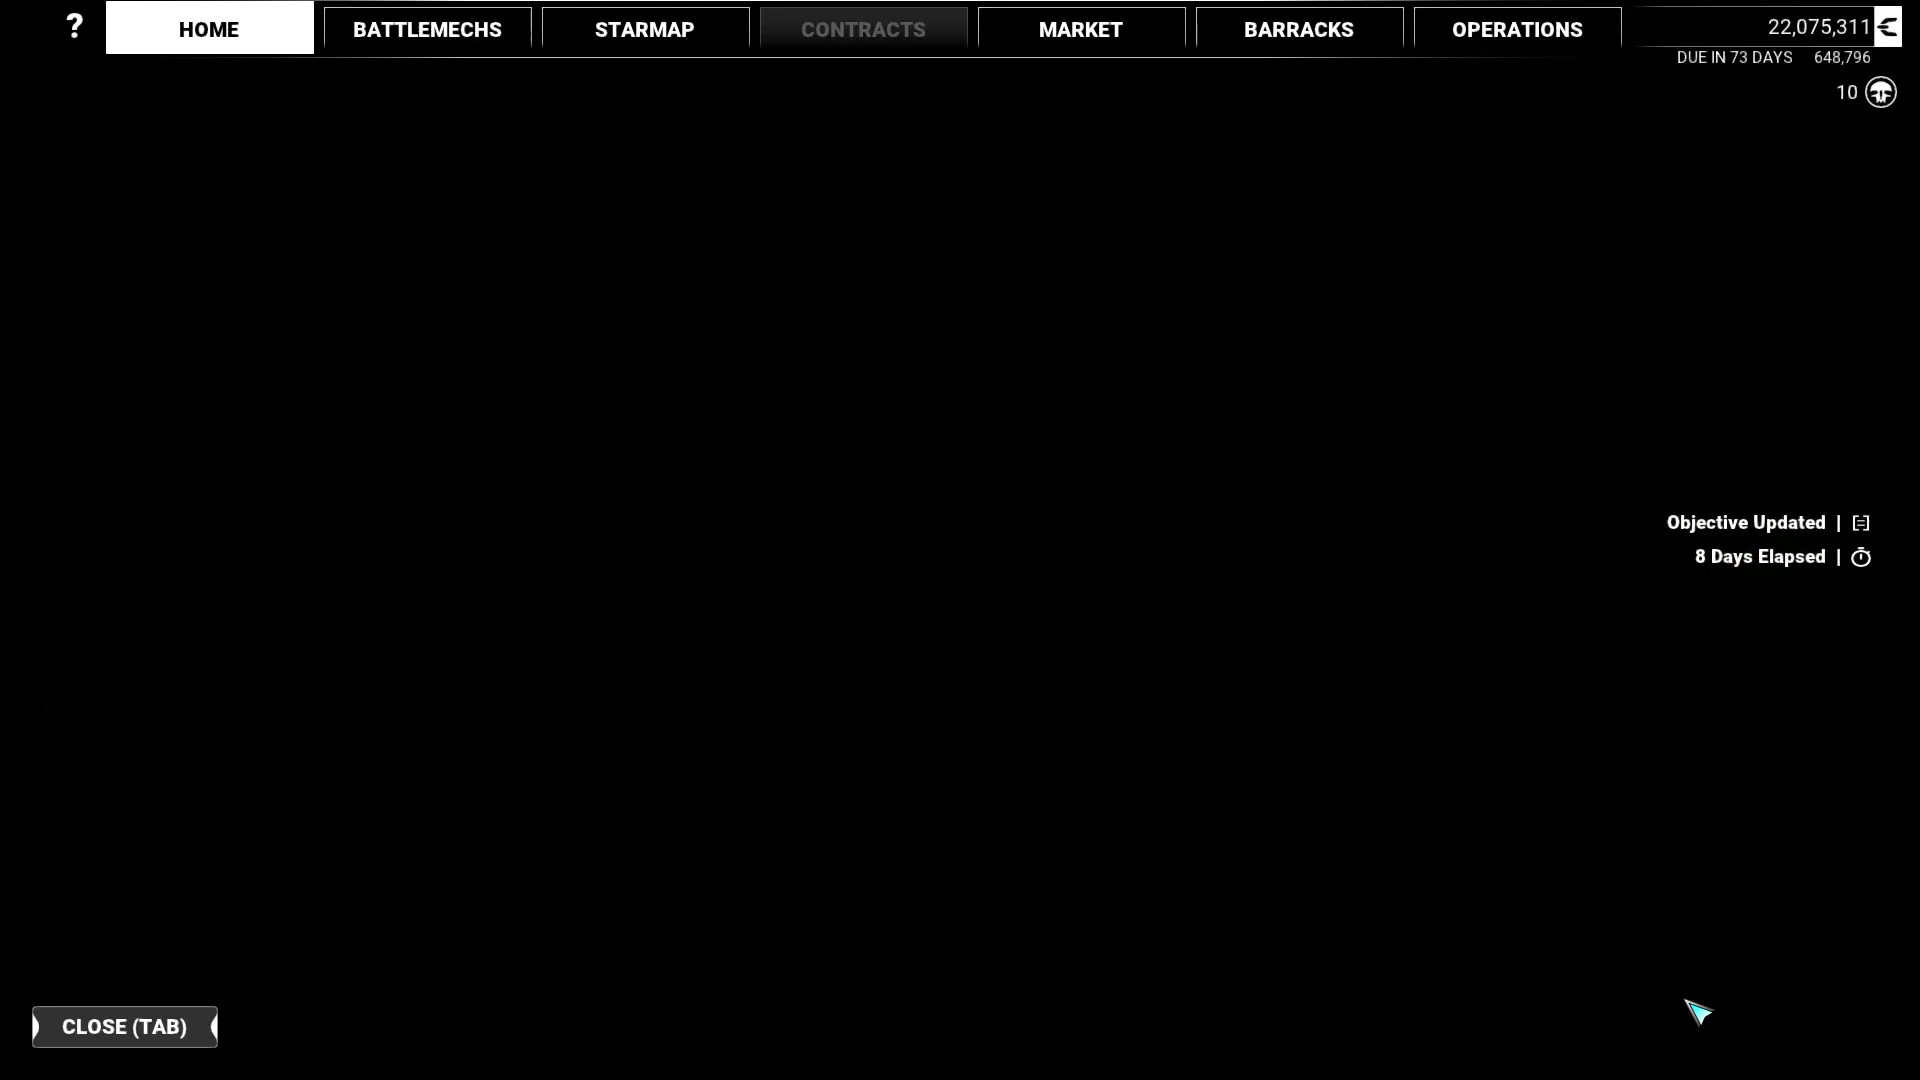 ?
HOME
BATTLEMECHS
STARMAP
CONTRACTS
MARKET
BARRACKS
OPERATIONS
22,075,311
DUE IN 73 DAYS 648,796
10
Objective Updated |
8 Days Elapsed |
CLOSE (TAB)